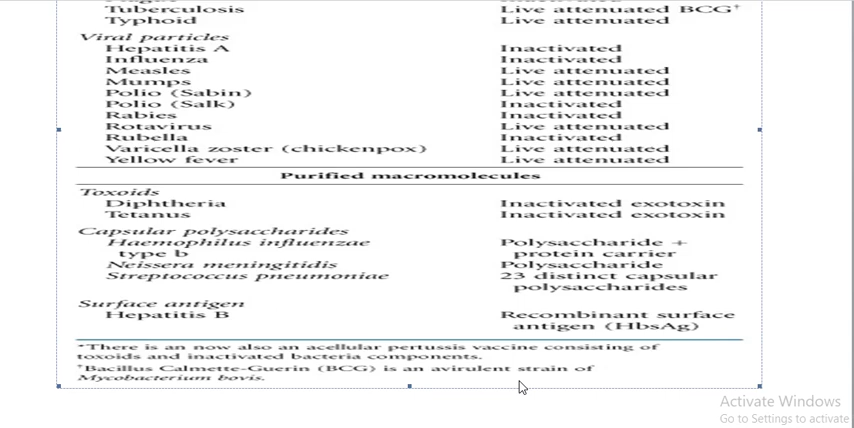 Tuberculosis Live attenuated BCG†
Typhoid Live attenuated
Viral particles
Hepatitis A Inactivated
Influenza Inactivated
Measles Live attenuated
Mumps Live attenuated
Polio (Sabin) Live attenuated
Polio (Salk) Inactivated
Rabies Inactivated
Rotavirus Live attenuated
Rubella Inactivated
Varicella zoster (chickenpox) Live attenuated
Yellow fever Live attenuated
Purified macromolecules
Toxoids
Diphtheria Inactivated exotoxin
Tetanus Inactivated exotoxin
Capsular polysaccharides
Haemophilus influenzae Polysaccharide +
type b protein carrier
Neissera meningitidis Polysaccharide
Streptococcus pneumoniae 23 distinct capsular
polysaccharides
Surface antigen
Hepatitis B Recombinant surface
antigen (HbsAg)
*There is an now also an acellular pertussis vaccine consisting of
toxoids and inactivated bacteria components.
†Bacillus Calmette-Guerin (BCG) is an avirulent strain of
Mycobacterium bovis.
Activate Windows
Go to Settings to activate